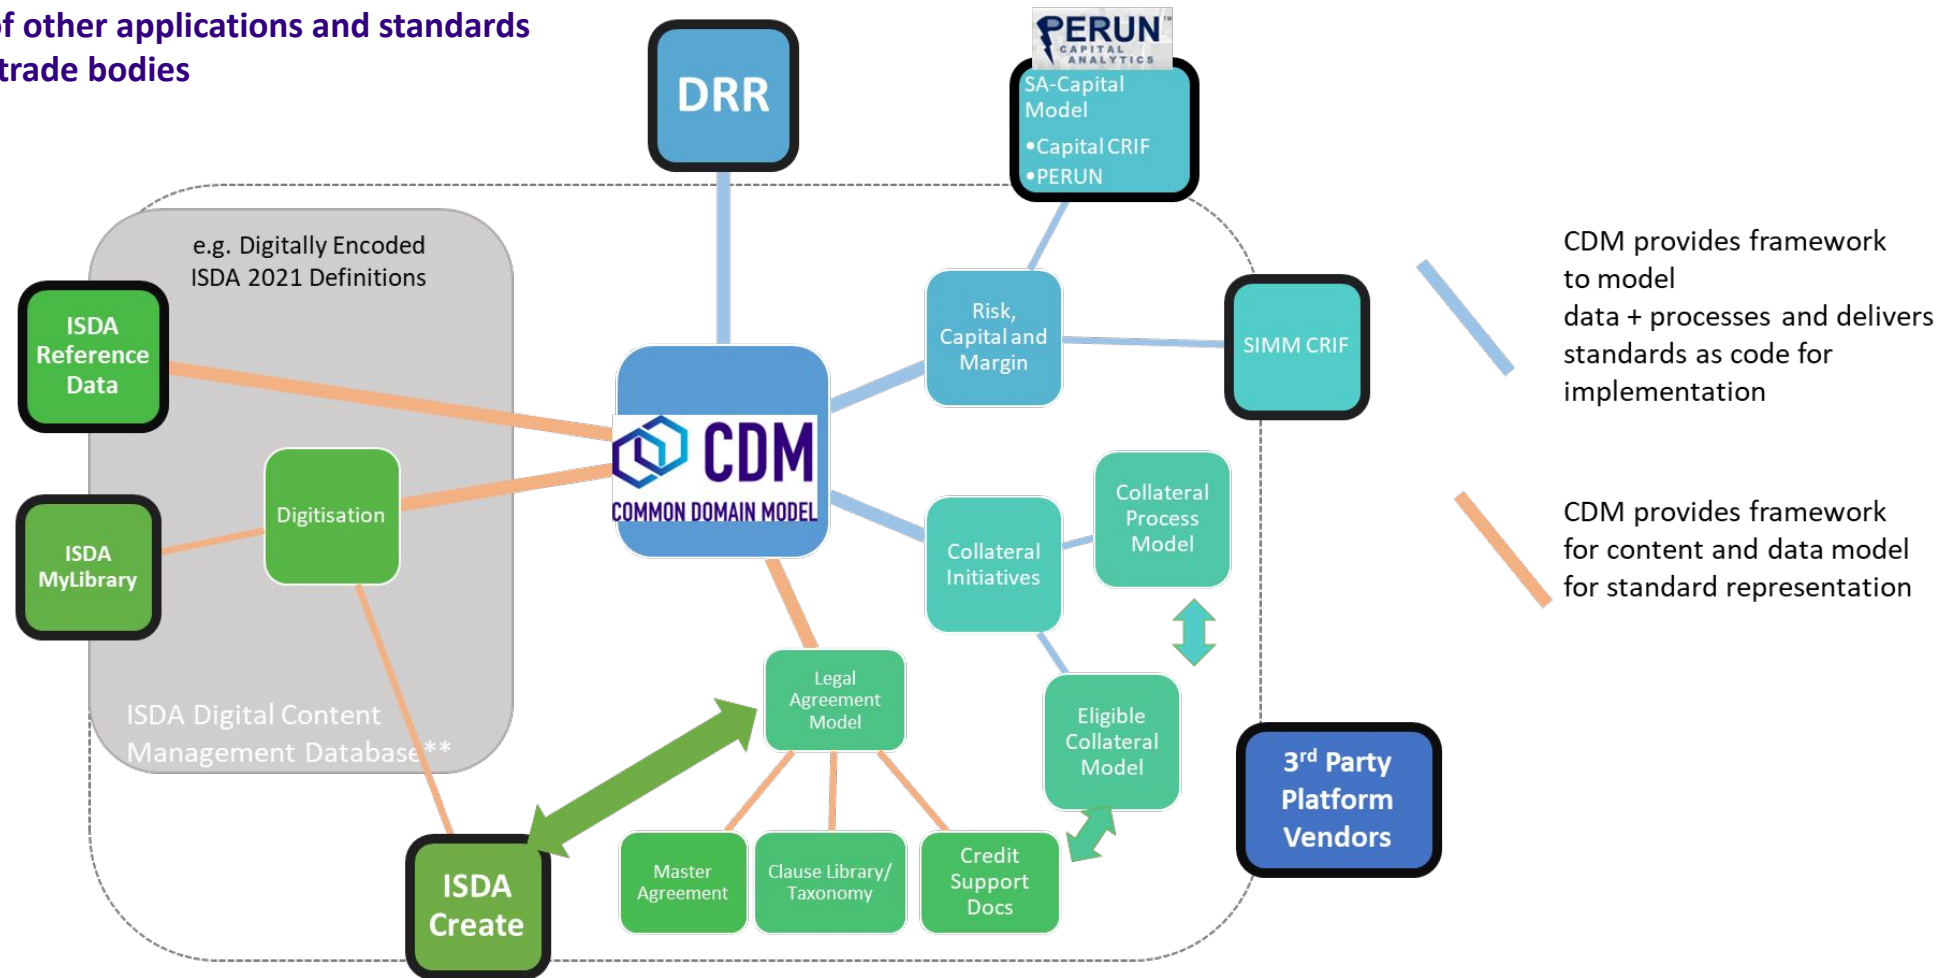 of other applications and standards
trade bodies
DRR
PERUN™
CAPITAL
ANALYTICS
SA-Capital
Model
•Capital CRIF
•PERUN
e.g. Digitally Encoded
ISDA 2021 Definitions
ISDA
Reference
Data
Risk,
Capital and
Margin
SIMM CRIF
CDM provides framework
to model
data + processes and delivers
standards as code for
implementation
CDM
COMMON DOMAIN MODEL
Digitisation
ISDA
MyLibrary
Collateral
Initiatives
Collateral
Process
Model
CDM provides framework
for content and data model
for standard representation
Legal
Agreement
Model
Eligible
Collateral
Model
ISDA Digital Content
Management Database**
3rd Party
Platform
Vendors
ISDA
Create
Master
Agreement
Clause Library/
Taxonomy
Credit
Support
Docs